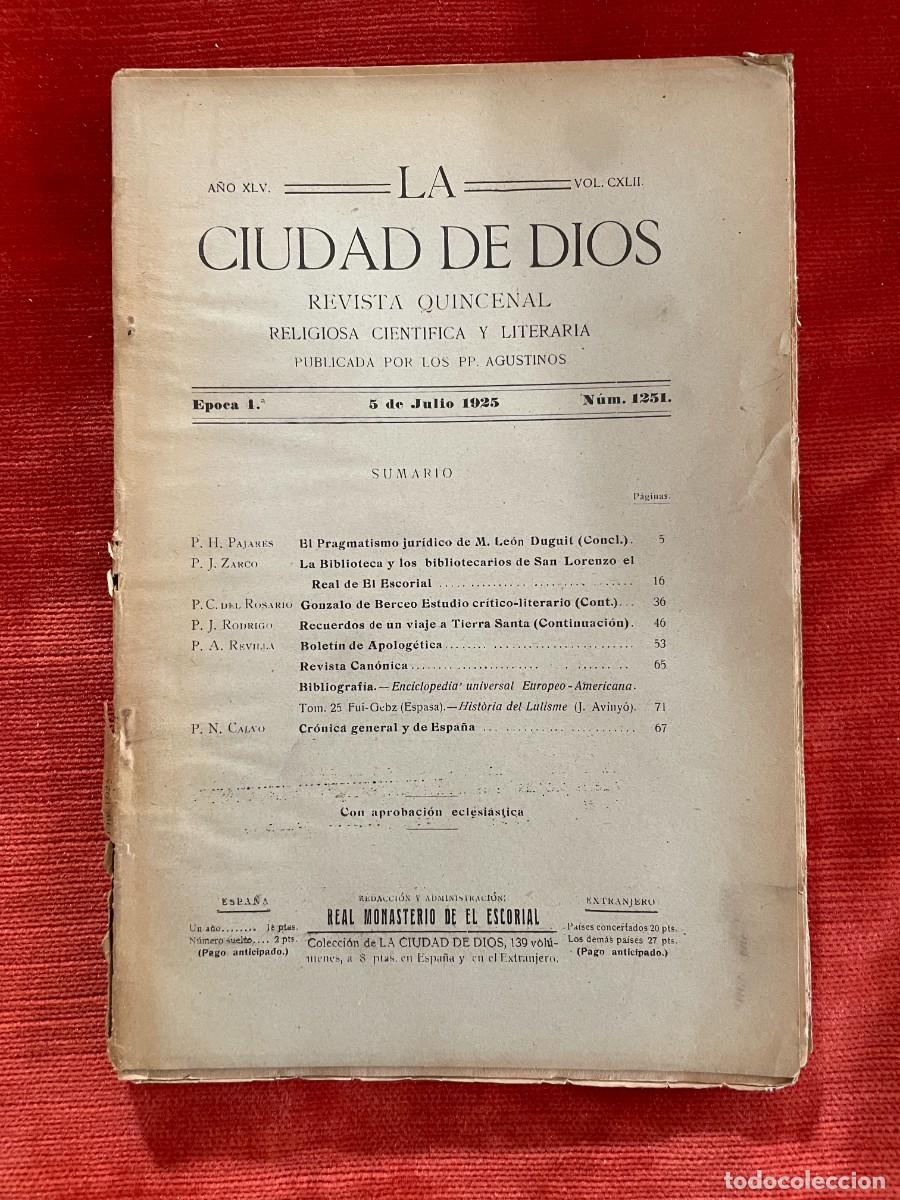 AÑO XLV. LA VOL. CXLII.
CIUDAD DE DIOS
REVISTA QUINCENAL
RELIGIOSA CIENTIFICA Y LITERARIA
PUBLICADA POR LOS PP. AGUSTINOS
Epoca 4.ª 5 de Julio 1925 Núm. 1251.
SUMARIO
Páginas.
P. H. PAJARES El Pragmatismo jurídico de M. León Duguit (Concl.). 5
P. J. ZARCO La Biblioteca y los bibliotecarios de San Lorenzo el
Real de El Escorial 16
P. C. DEL ROSARIO Gonzalo de Berceo Estudio crítico-literario (Cont.)... 36
P. J. RODRIGO Recuerdos de un viaje a Tierra Santa (Continuación). 46
P. A. REVILLA Boletín de Apologética 53
Revista Canónica 65
Bibliografía.—Enciclopedia universal Europeo-Americana.
Tom. 25 Fuí-Gebz (Espasa).—Història del Lulisme (J. Avinyó). 71
P. N. CALVO Crónica general y de España 67
Con aprobación eclesiástica
ESPAÑA REDACCIÓN Y ADMINISTRACIÓN: EXTRANJERO
REAL MONASTERIO DE EL ESCORIAL
Un año ptas. Países concertados 20 pts.
Número suelto.... 2 pts. Colección de LA CIUDAD DE DIOS, 139 volú- Los demás países 27 pts.
(Pago anticipado.) menes, a 8 ptas. en España y en el Extranjero. (Pago anticipado.)
todocoleccion